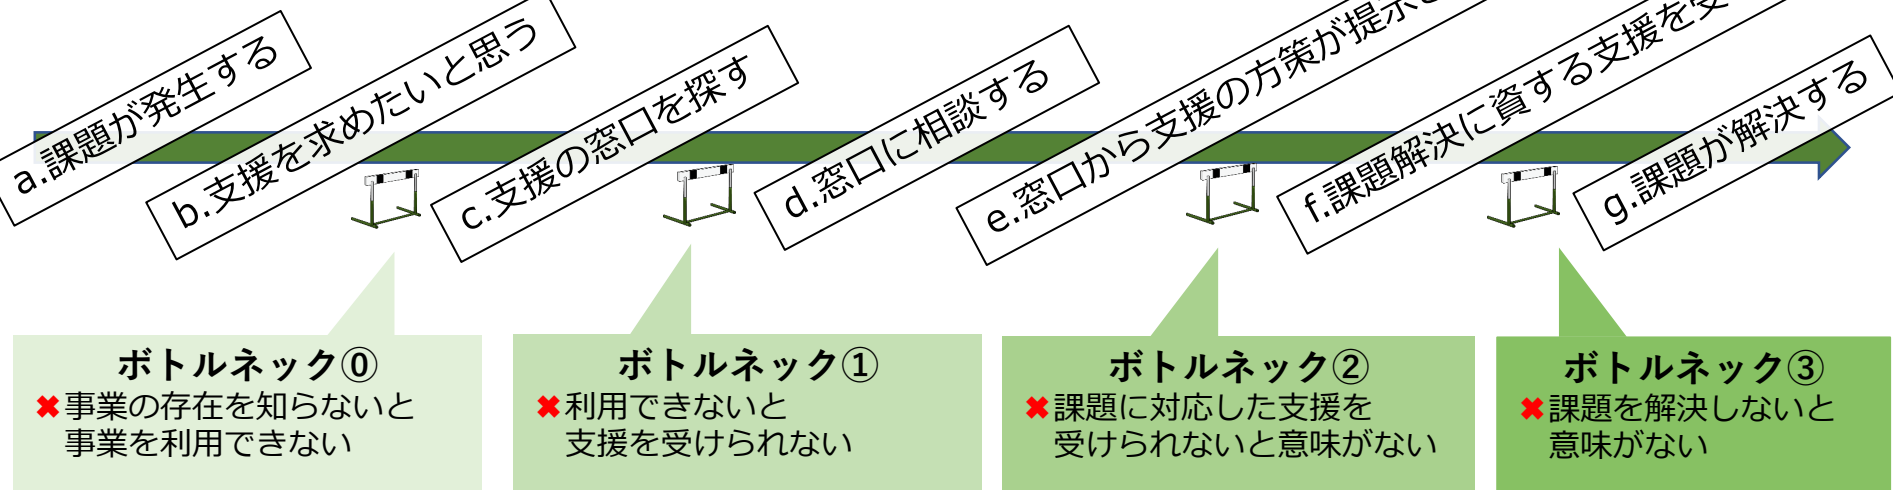 a.課題が発生する
b.支援を求めたいと思う
c.支援の窓口を探す
d.窓口に相談する
e.窓口から支援の方策が提示
f.課題解決に資する支援を受
g.課題が解決する
ボトルネック⓪
✖事業の存在を知らないと
事業を利用できない
ボトルネック①
✖利用できないと
支援を受けられない
ボトルネック②
✖課題に対応した支援を
受けられないと意味がない
ボトルネック③
✖課題を解決しないと
意味がない